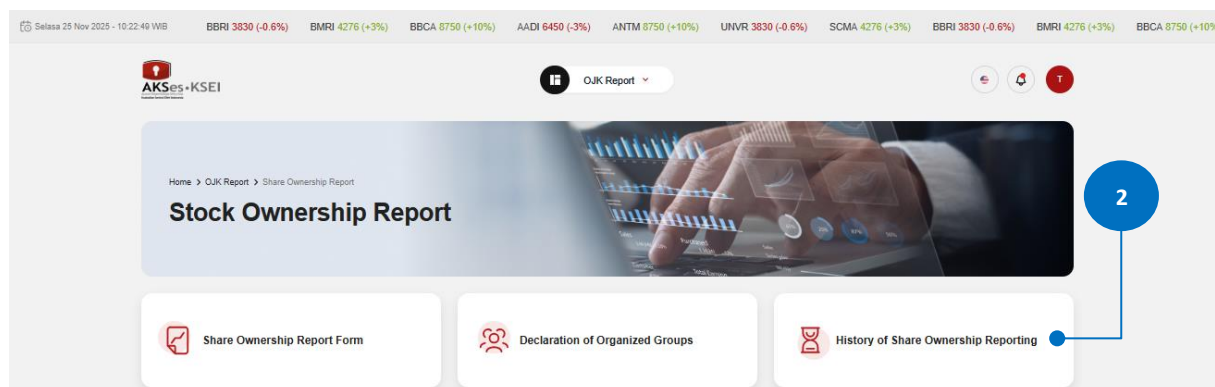 Selasa 25 Nov 2025 - 10:22:49 WIB BBRI 3830 (-0.6%) BMRI 4276 (+3%) BBCA 8750 (+10%) AADI 6450 (-3%) ANTM 8750 (+10%) UNVR 3830 (-0.6%) SCMA 4276 (+3%) BBRI 3830 (-0.6%) BMRI 4276 (+3%) BBCA 8750 (+10%
AKSes-KSEI
OJK Report
T
Home > OJK Report > Share Ownership Report
Stock Ownership Report
2
Share Ownership Report Form
Declaration of Organized Groups
History of Share Ownership Reporting